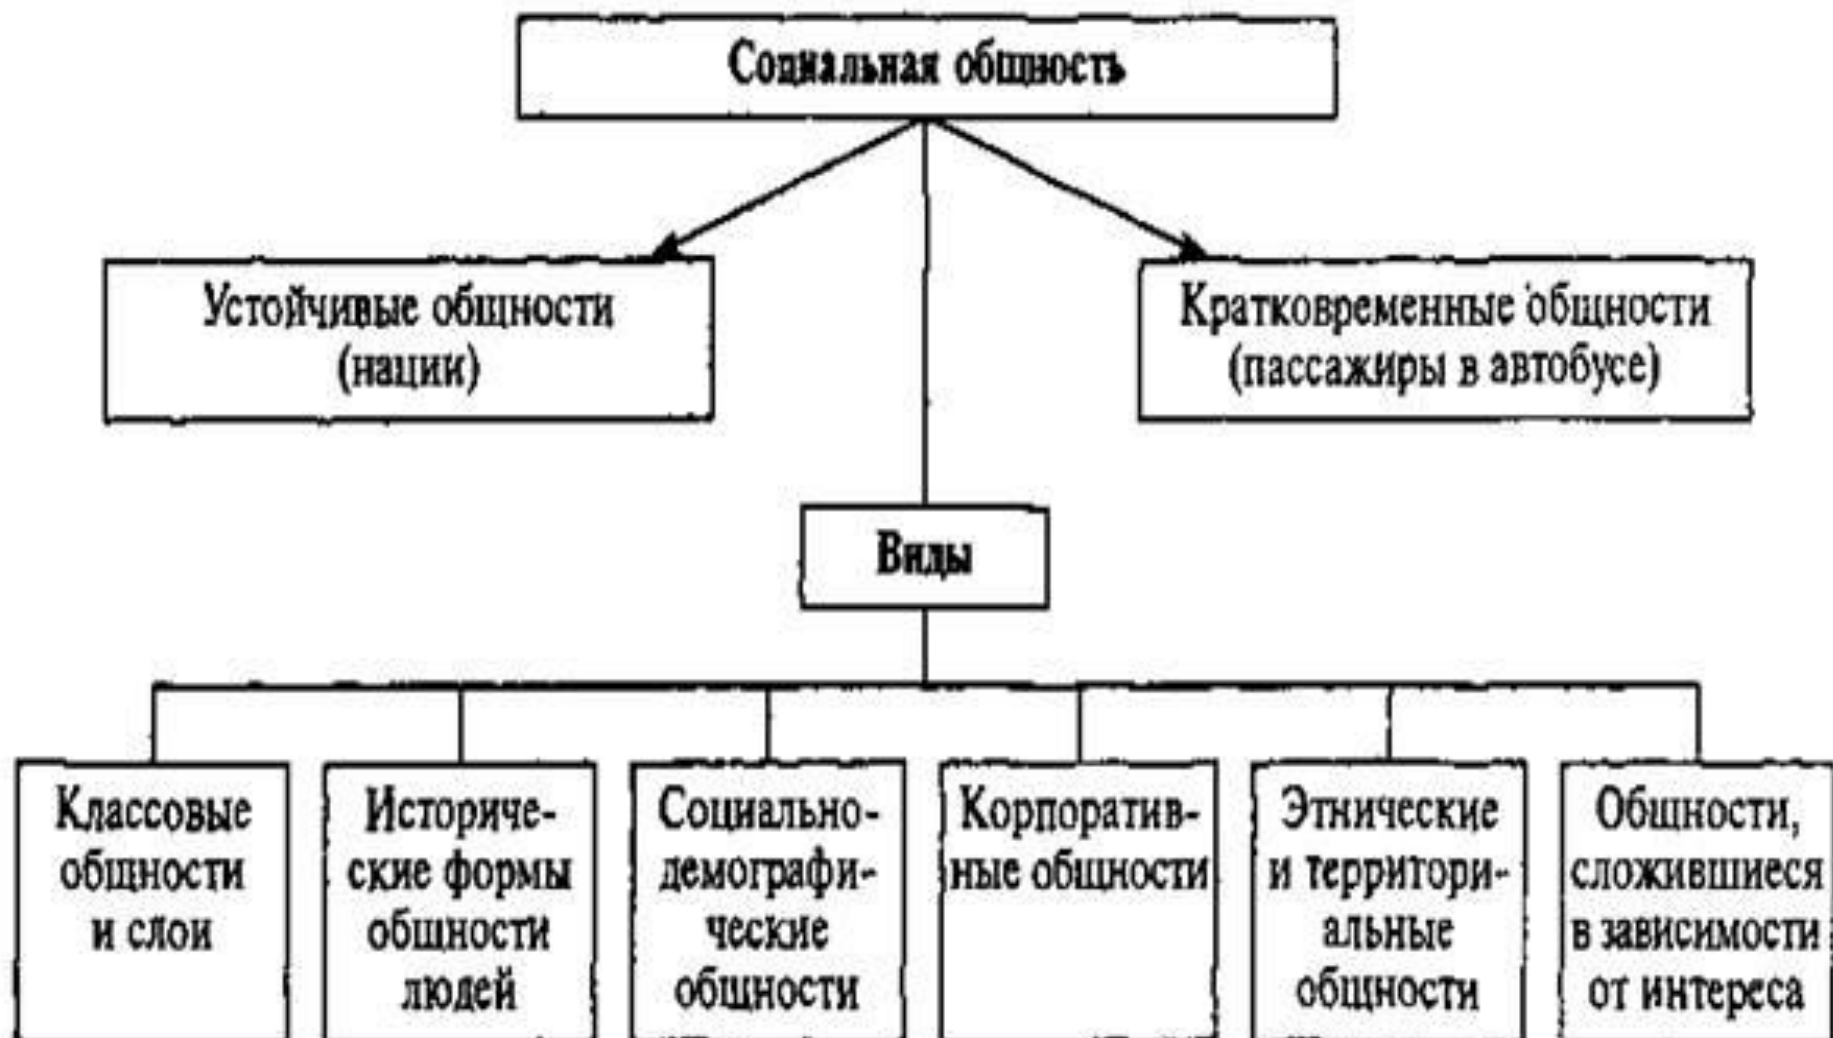 Социальная общность
Устойчивые общности
(нации)
Кратковременные общности
(пассажиры в автобусе)
Виды
Классовые
общности
и слои
Историче-
ские формы
общности
людей
Социально-
демографи-
ческие
общности
Корпоратив-
ные общности
Этнические
и территори-
альные
общности
Общности,
сложившиеся
в зависимости
от интереса